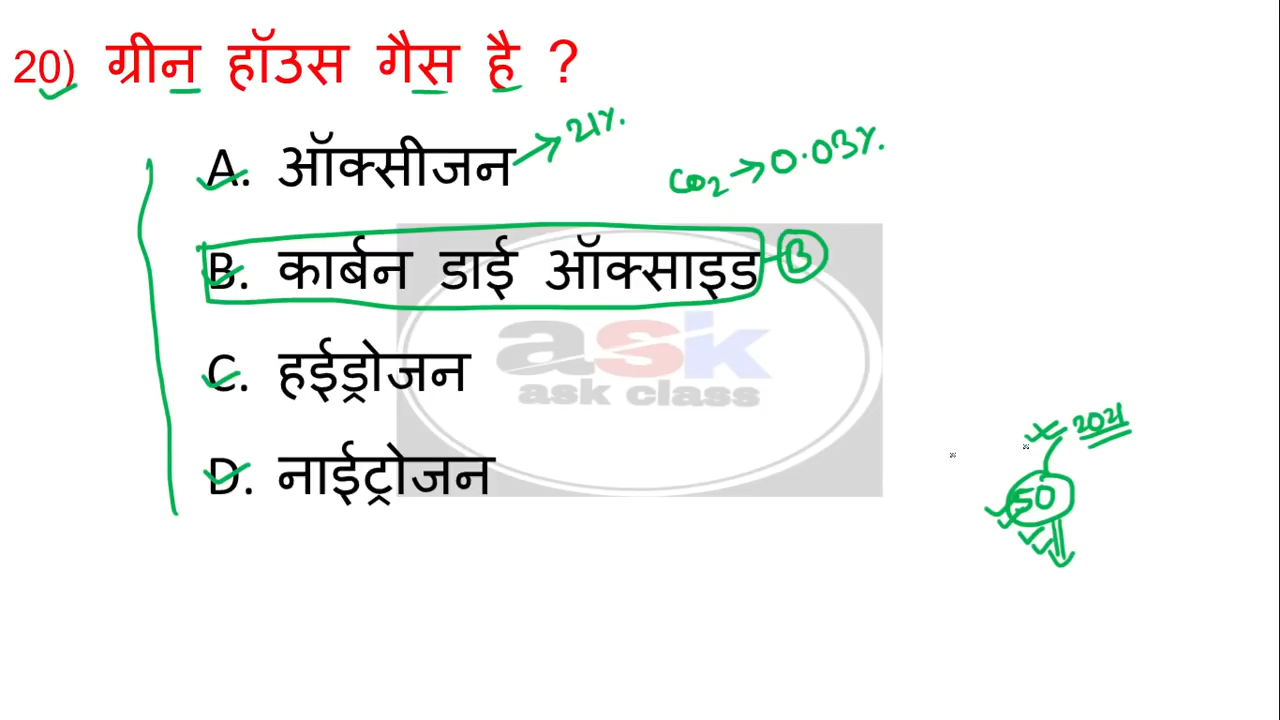 20) ग्रीन हॉउस गैस है ?
A. ऑक्सीजन → 21%.
CO2 → 0.03%.
B. कार्बन डाई ऑक्साइड B
C. हईड्रोजन
D. नाईट्रोजन
ask
ask class
2021
50